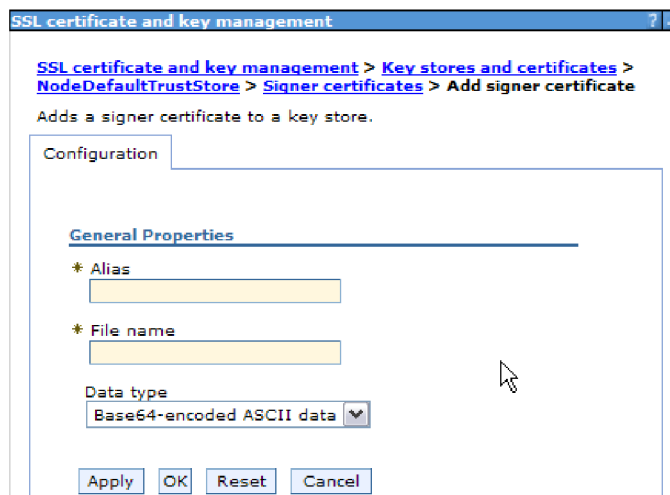 SSL certificate and key management ?
SSL certificate and key management > Key stores and certificates >
NodeDefaultTrustStore > Signer certificates > Add signer certificate
Adds a signer certificate to a key store.
Configuration
General Properties
* Alias
* File name
Data type
Base64-encoded ASCII data
Apply OK Reset Cancel